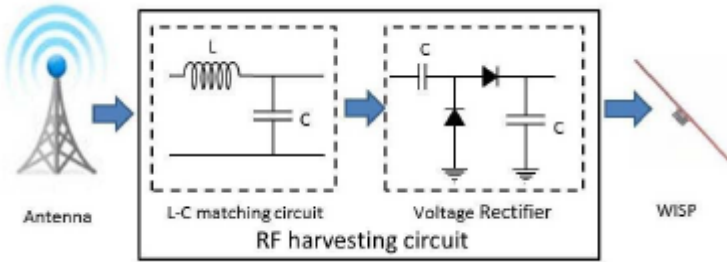 L
C
C
C
Antenna
L-C matching circuit
Voltage Rectifier
WISP
RF harvesting circuit